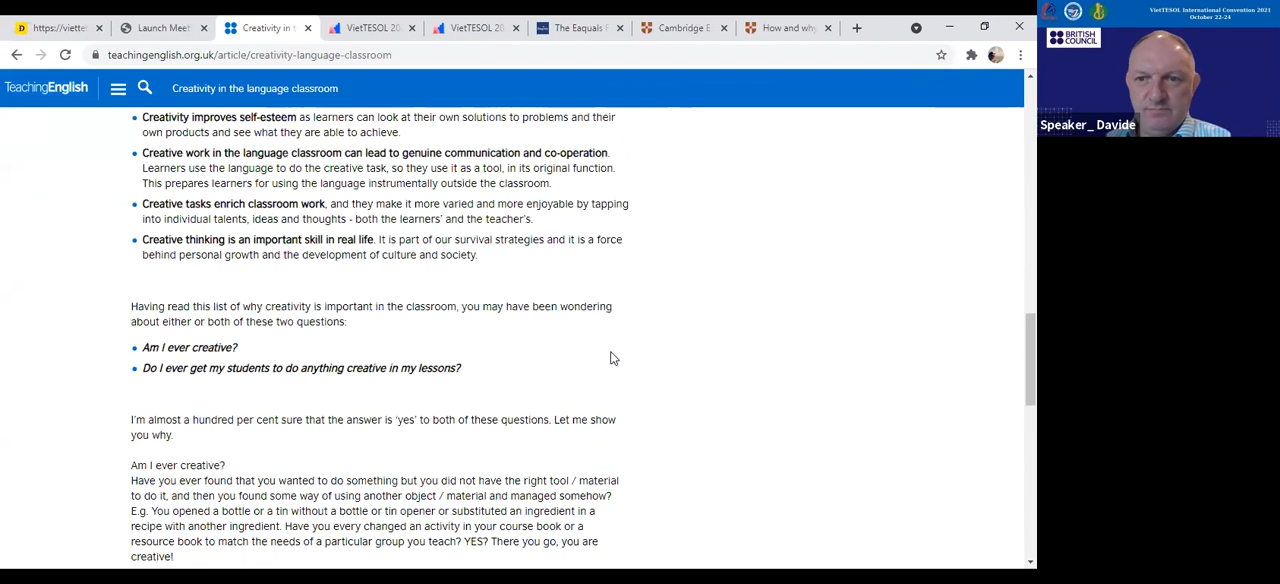 https://viette:
Launch Meet:
Creativity in t
VietTESOL 202
VietTESOL 20
The Eaquals F
Cambridge E
How and why
teachingenglish.org.uk/article/creativity-language-classroom
TeachingEnglish
Creativity in the language classroom
Creativity improves self-esteem as learners can look at their own solutions to problems and their
own products and see what they are able to achieve.
Creative work in the language classroom can lead to genuine communication and co-operation.
Learners use the language to do the creative task, so they use it as a tool, in its original function.
This prepares learners for using the language instrumentally outside the classroom.
Creative tasks enrich classroom work, and they make it more varied and more enjoyable by tapping
into individual talents, ideas and thoughts - both the learners' and the teacher's.
Creative thinking is an important skill in real life. It is part of our survival strategies and it is a force
behind personal growth and the development of culture and society.
Having read this list of why creativity is important in the classroom, you may have been wondering
about either or both of these two questions:
Am I ever creative?
Do I ever get my students to do anything creative in my lessons?
I'm almost a hundred per cent sure that the answer is 'yes' to both of these questions. Let me show
you why.
Am I ever creative?
Have you ever found that you wanted to do something but you did not have the right tool / material
to do it, and then you found some way of using another object / material and managed somehow?
E.g. You opened a bottle or a tin without a bottle or tin opener or substituted an ingredient in a
recipe with another ingredient. Have you every changed an activity in your course book or a
resource book to match the needs of a particular group you teach? YES? There you go, you are
creative!
VietTESOL International Convention 2021
October 22-24
BRITISH
COUNCIL
Speaker_ Davide